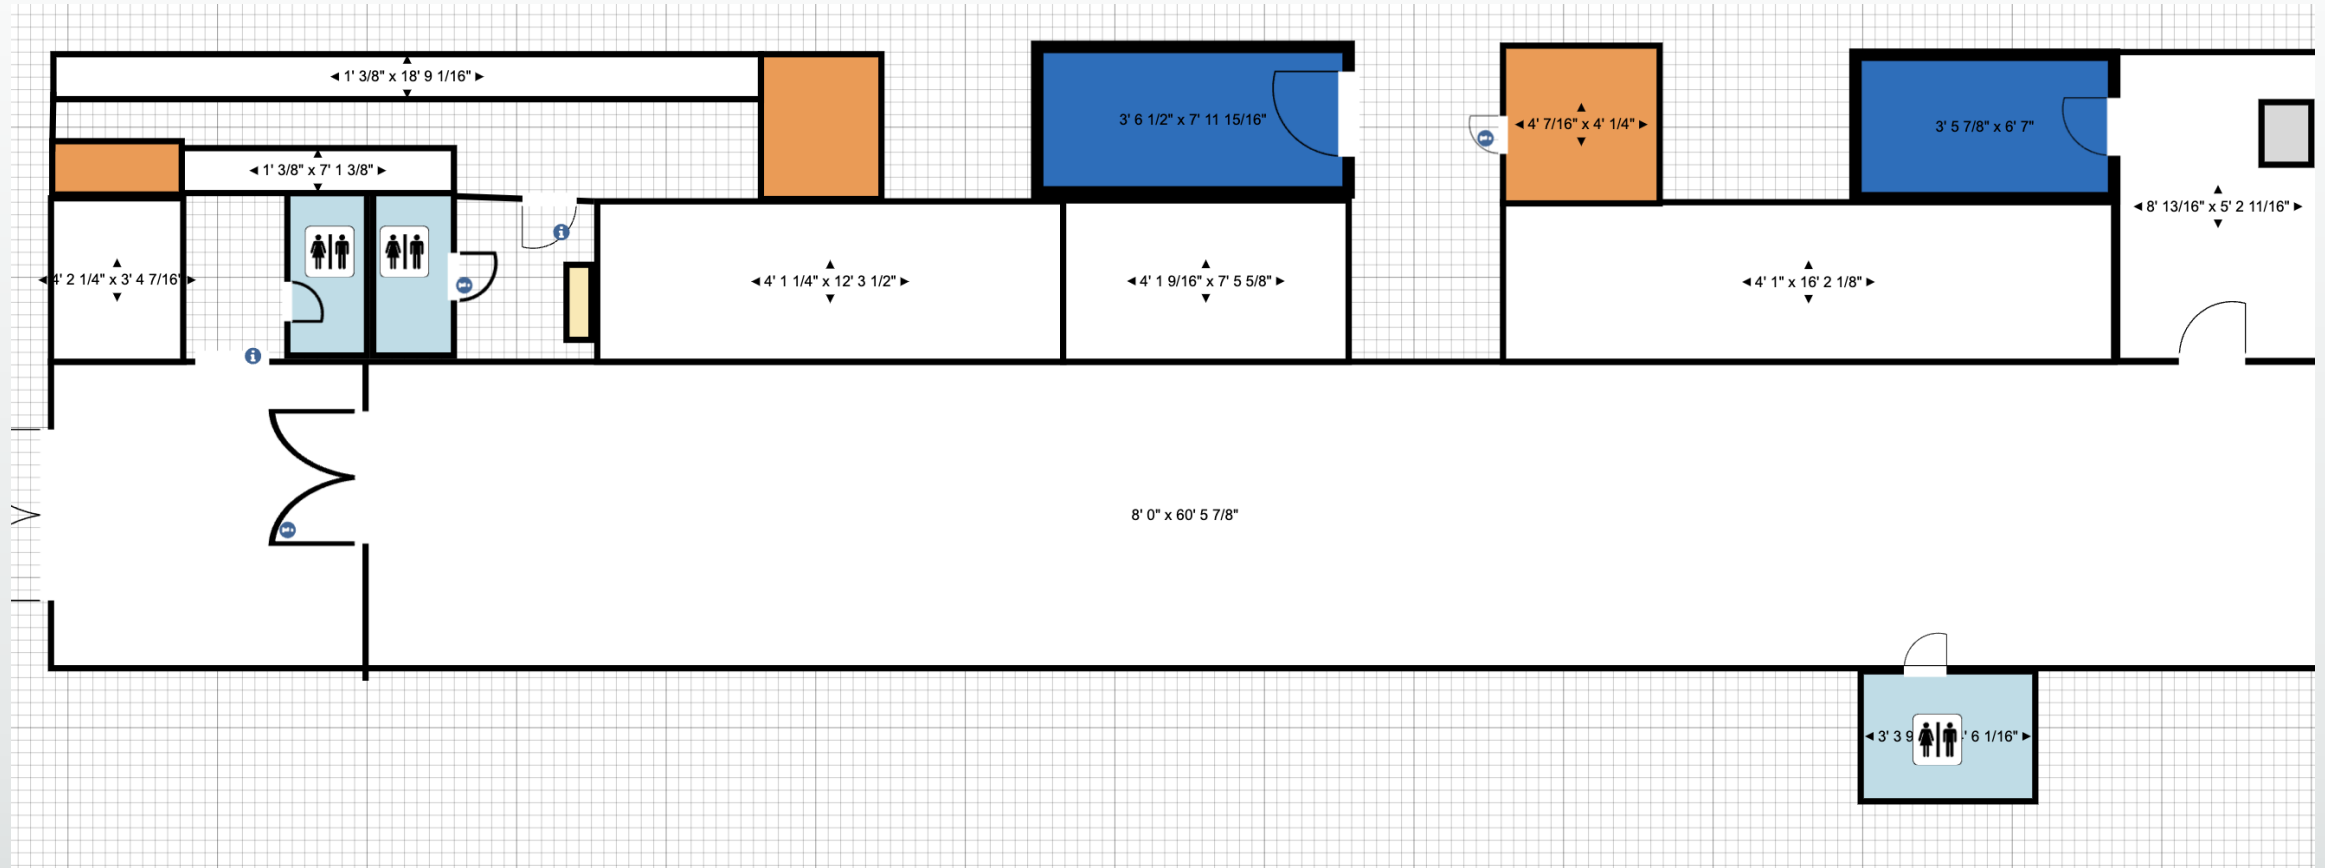 1' 3/8" x 18' 9 1/16"
3' 6 1/2" x 7' 11 15/16"
4' 7/16" x 4' 1/4"
3' 5 7/8" x 6' 7"
1' 3/8" x 7' 1 3/8"
8' 13/16" x 5' 2 11/16"
4' 2 1/4" x 3' 4 7/16"
4' 1 1/4" x 12' 3 1/2"
4' 1 9/16" x 7' 5 5/8"
4' 1" x 16' 2 1/8"
8' 0" x 60' 5 7/8"
3' 3 9 ' 6 1/16"